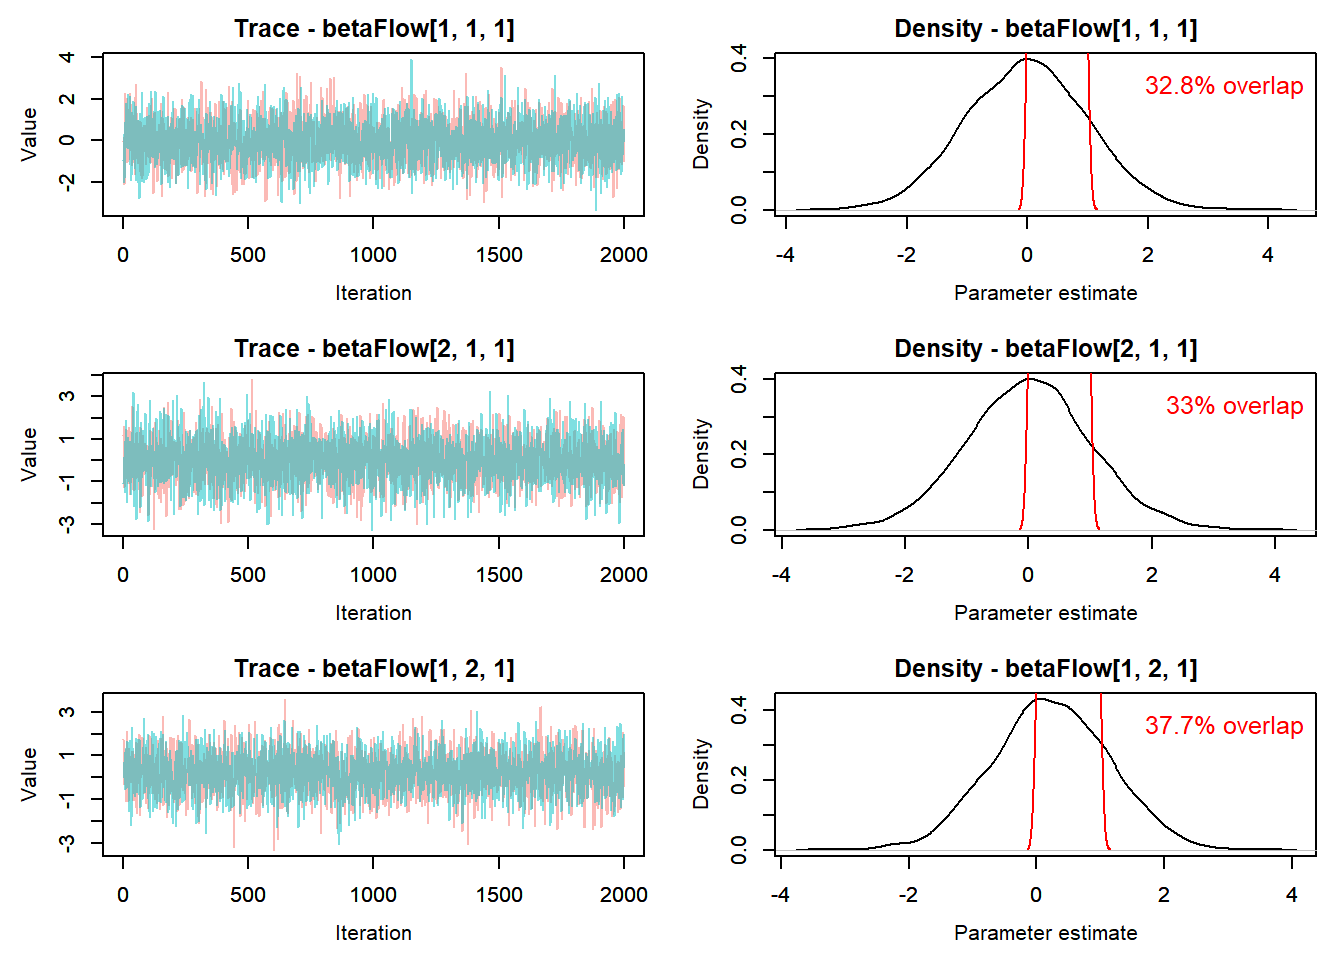 Trace - betaFlow[1, 1, 1]
Value
4
2
0
-2
0 500 1000 1500 2000
Iteration
Density - betaFlow[1, 1, 1]
32.8% overlap
Density
0.4
0.2
0.0
-4 -2 0 2 4
Parameter estimate
Trace - betaFlow[2, 1, 1]
Value
3
1
-1
-3
0 500 1000 1500 2000
Iteration
Density - betaFlow[2, 1, 1]
33% overlap
Density
0.4
0.2
0.0
-4 -2 0 2 4
Parameter estimate
Trace - betaFlow[1, 2, 1]
Value
3
1
-1
-3
0 500 1000 1500 2000
Iteration
Density - betaFlow[1, 2, 1]
37.7% overlap
Density
0.4
0.2
0.0
-4 -2 0 2 4
Parameter estimate